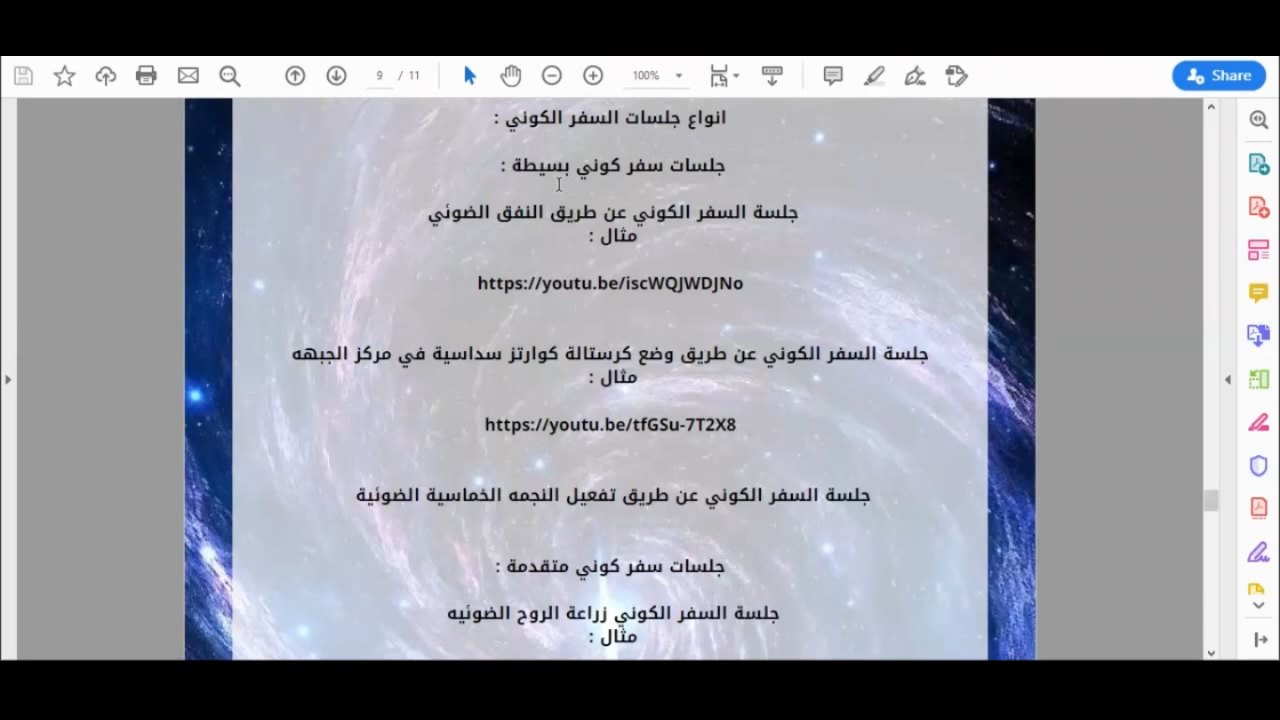 9 / 11
100%
Share
انواع جلسات السفر الكوني :
جلسات سفر كوني بسيطة :
جلسة السفر الكوني عن طريق النفق الضوئي
مثال :
https://youtu.be/iscWQJWDJNo
جلسة السفر الكوني عن طريق وضع كرستالة كوارتز سداسية في مركز الجبهه
مثال :
https://youtu.be/tfGSu-7T2X8
جلسة السفر الكوني عن طريق تفعيل النجمه الخماسية الضوئية
جلسات سفر كوني متقدمة :
جلسة السفر الكوني زراعة الروح الضوئيه
مثال :